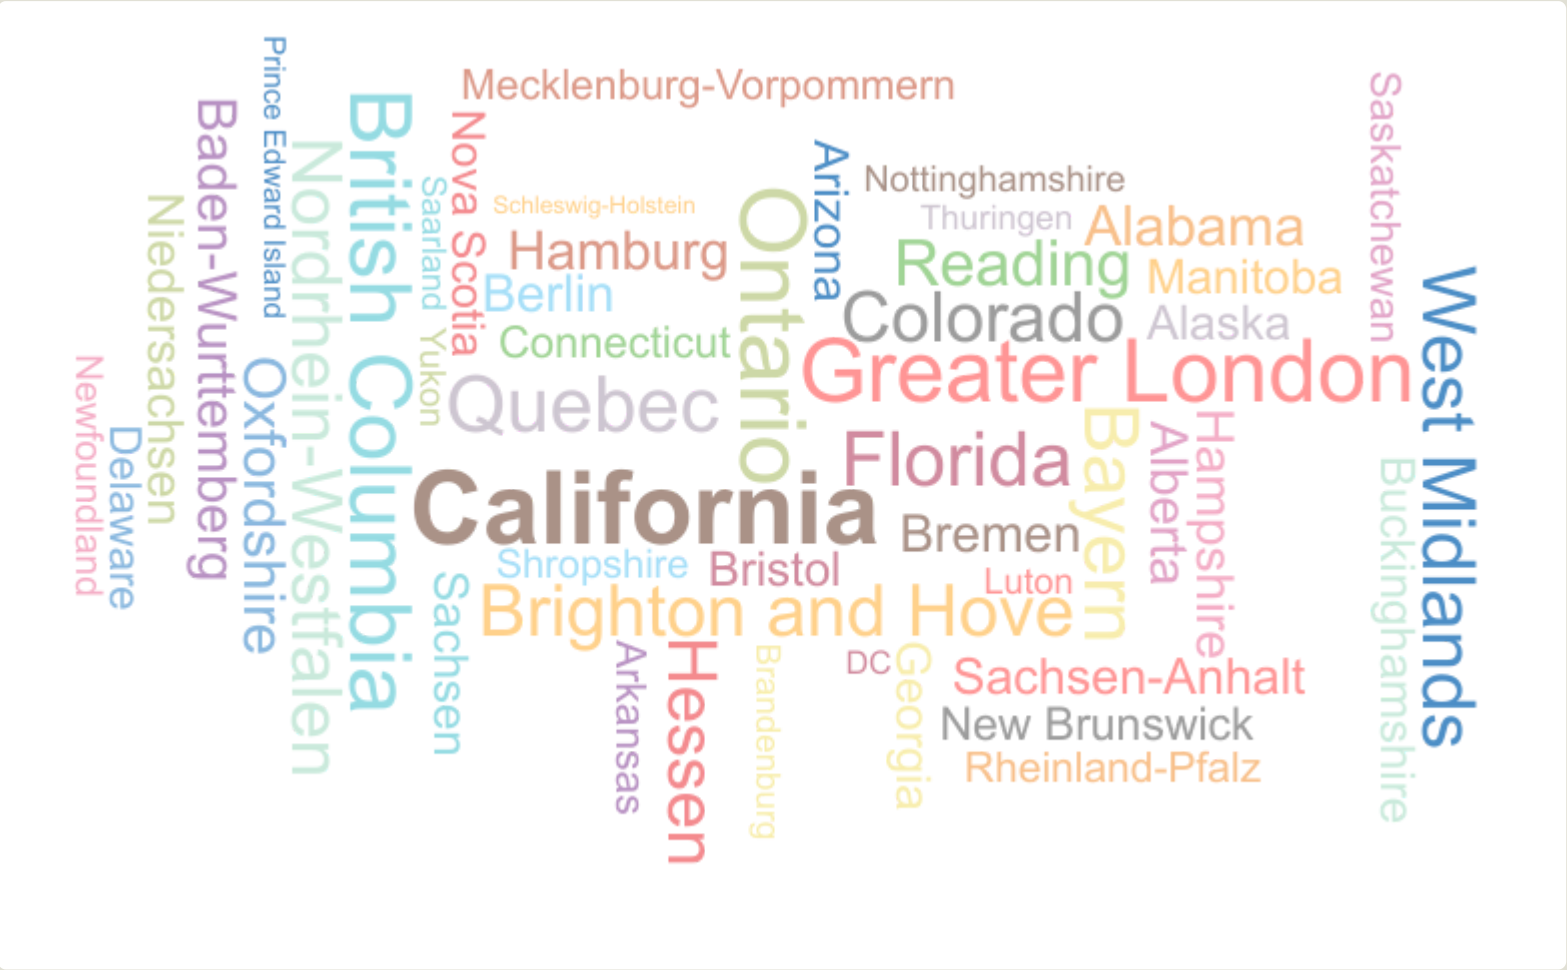 Prince Edward Island
Mecklenburg-Vorpommern
Saskatchewan
British Columbia
Baden-Wurttemberg
Nova Scotia
Nordrhein-Westfalen
Arizona
Nottinghamshire
Saarland
Schleswig-Holstein
Ontario
Niedersachsen
Thuringen
Alabama
Hamburg
Reading
Manitoba
West Midlands
Berlin
Colorado
Alaska
Connecticut
Yukon
Greater London
Newfoundland
Oxfordshire
Quebec
Bayern
Hampshire
Alberta
Delaware
Florida
Buckinghamshire
California
Bremen
Shropshire
Bristol
Luton
Sachsen
Brighton and Hove
Arkansas
Hessen
Brandenburg
DC
Georgia
Sachsen-Anhalt
New Brunswick
Rheinland-Pfalz